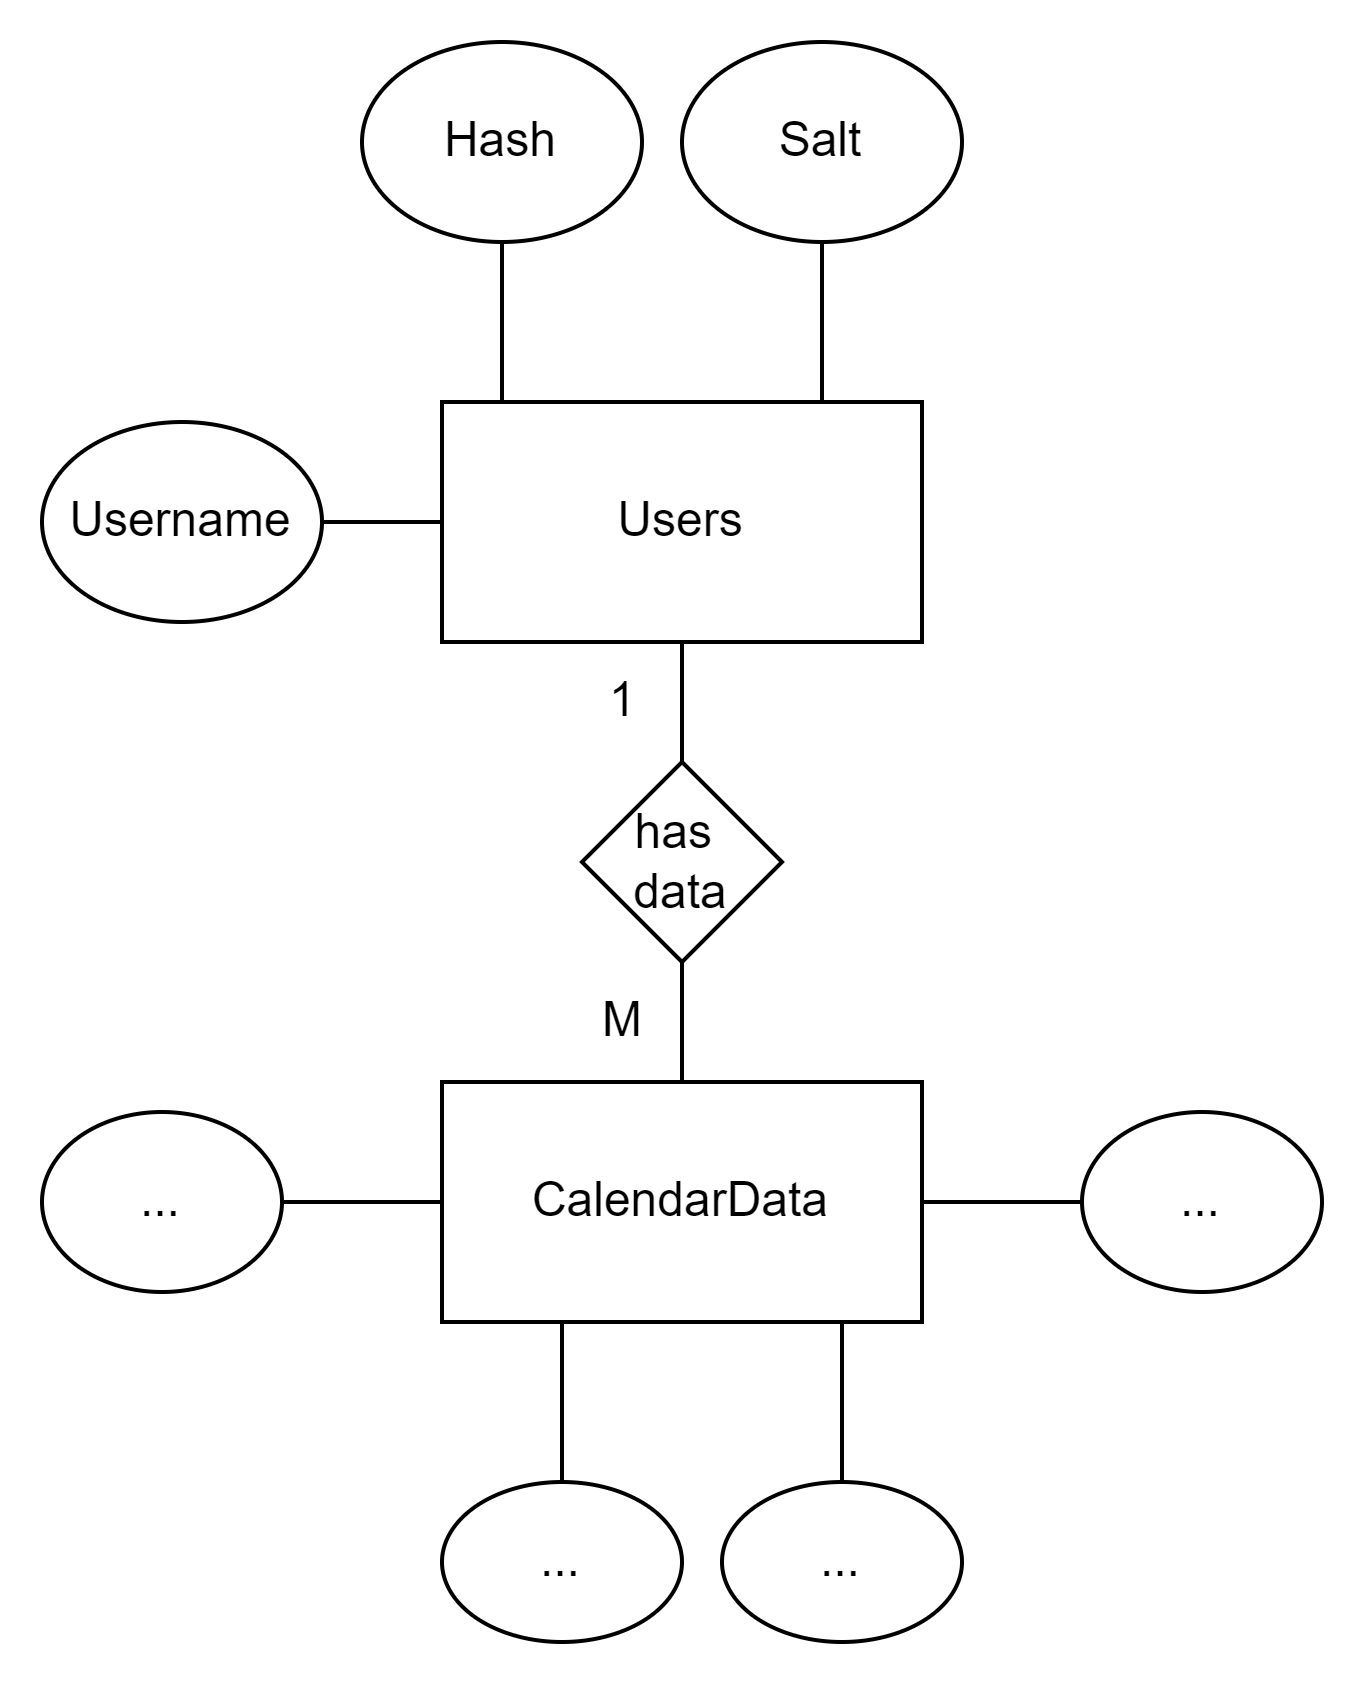 Hash
Salt
Username
Users
1
has
data
M
...
CalendarData
...
...
...